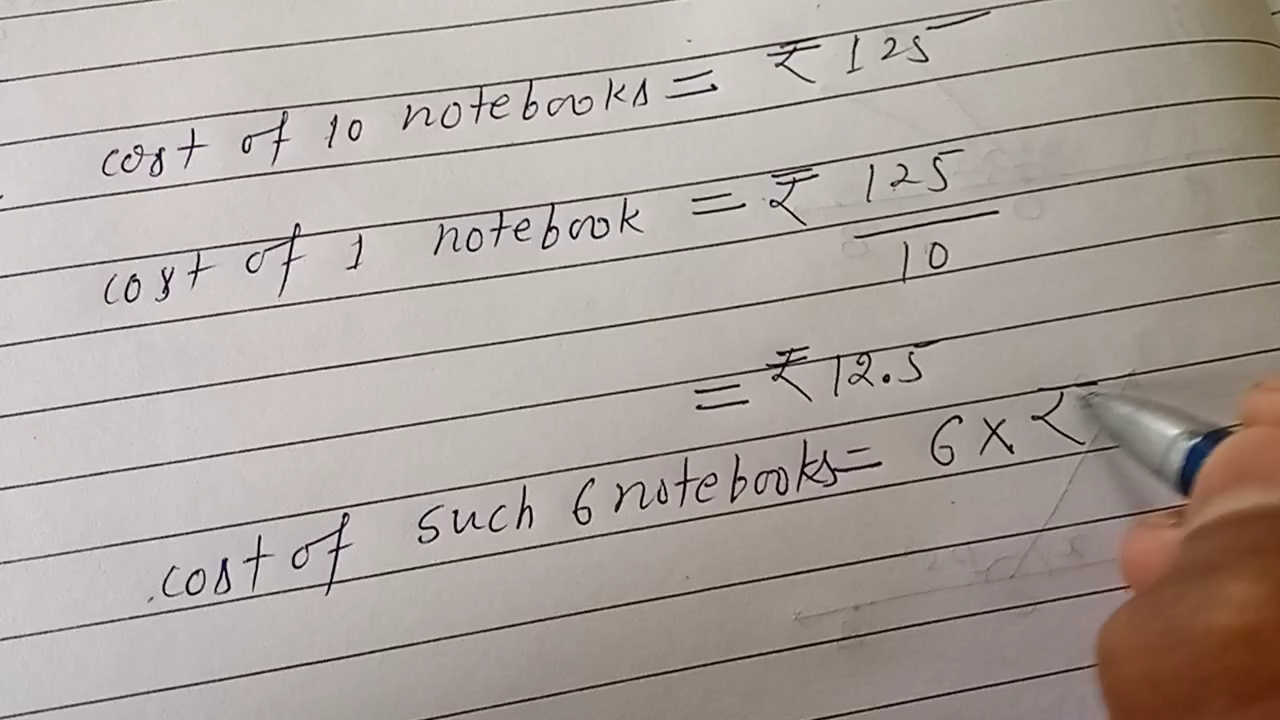 cost of 10 notebooks = ₹ 125
cost of 1 notebook = ₹ 125
10
= ₹ 12.5
cost of such 6 notebooks = 6 × ₹